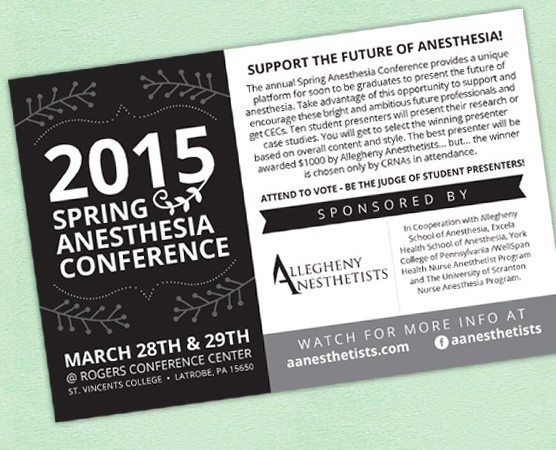 2015
SPRING
ANESTHESIA
CONFERENCE
MARCH 28TH & 29TH
@ ROGERS CONFERENCE CENTER
ST. VINCENTS COLLEGE • LATROBE, PA 15650
SUPPORT THE FUTURE OF ANESTHESIA!
The annual Spring Anesthesia Conference provides a unique
platform for soon to be graduates to present the future of
anesthesia. Take advantage of this opportunity to support and
encourage these bright and ambitious future professionals and
get CECs. Ten student presenters will present their research or
case studies. You will get to select the winning presenter
based on overall content and style. The best presenter will be
awarded $1000 by Allegheny Anesthetists... but... the winner
is chosen only by CRNAs in attendance.
ATTEND TO VOTE - BE THE JUDGE OF STUDENT PRESENTERS!
SPONSORED BY
ALLEGHENY
ANESTHETISTS
In Cooperation with Allegheny
School of Anesthesia, Excela
Health School of Anesthesia, York
College of Pennsylvania /WellSpan
Health Nurse Anesthetist Program
and The University of Scranton
Nurse Anesthesia Program.
WATCH FOR MORE INFO AT
aanesthetists.com f aanesthetists